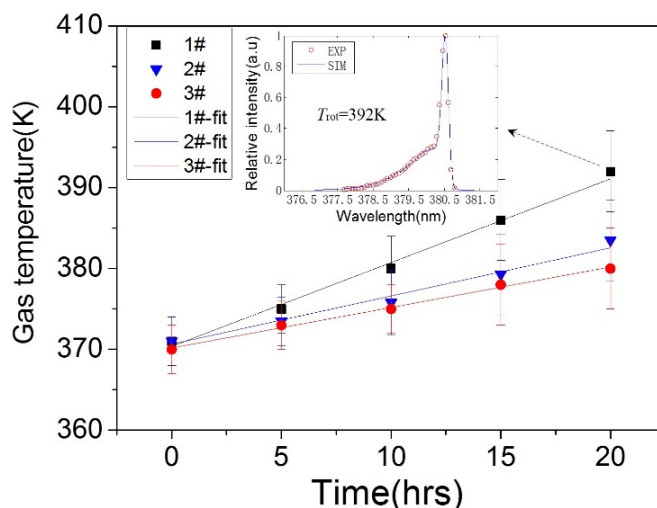 410
400
390
380
370
360
Gas temperature(K)
0
5
10
15
20
Time(hrs)
1#
2#
3#
1#-fit
2#-fit
3#-fit
1
0.8
0.6
0.4
0.2
0
Relative intensity(a.u)
EXP
SIM
Trot=392K
376.5 377.5 378.5 379.5 380.5 381.5
Wavelength(nm)